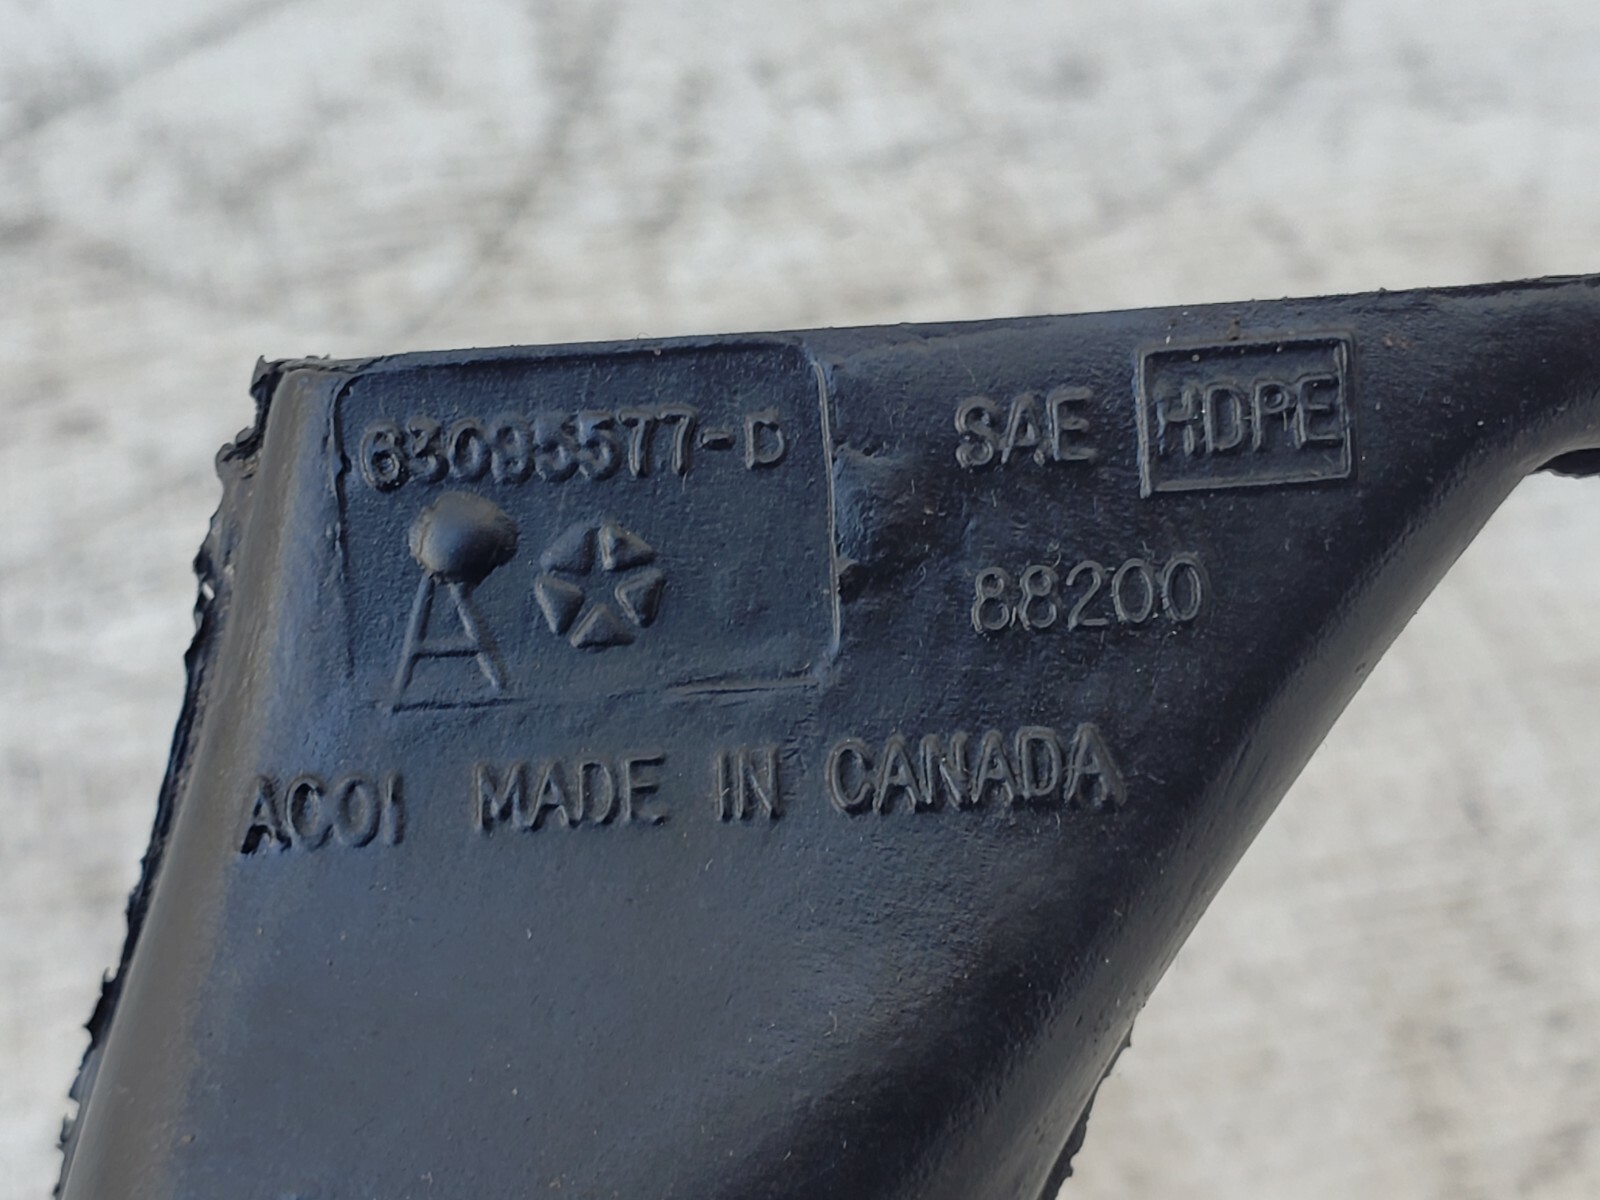 63095577-D
SAE HDPE
88200
AC01 MADE IN CANADA